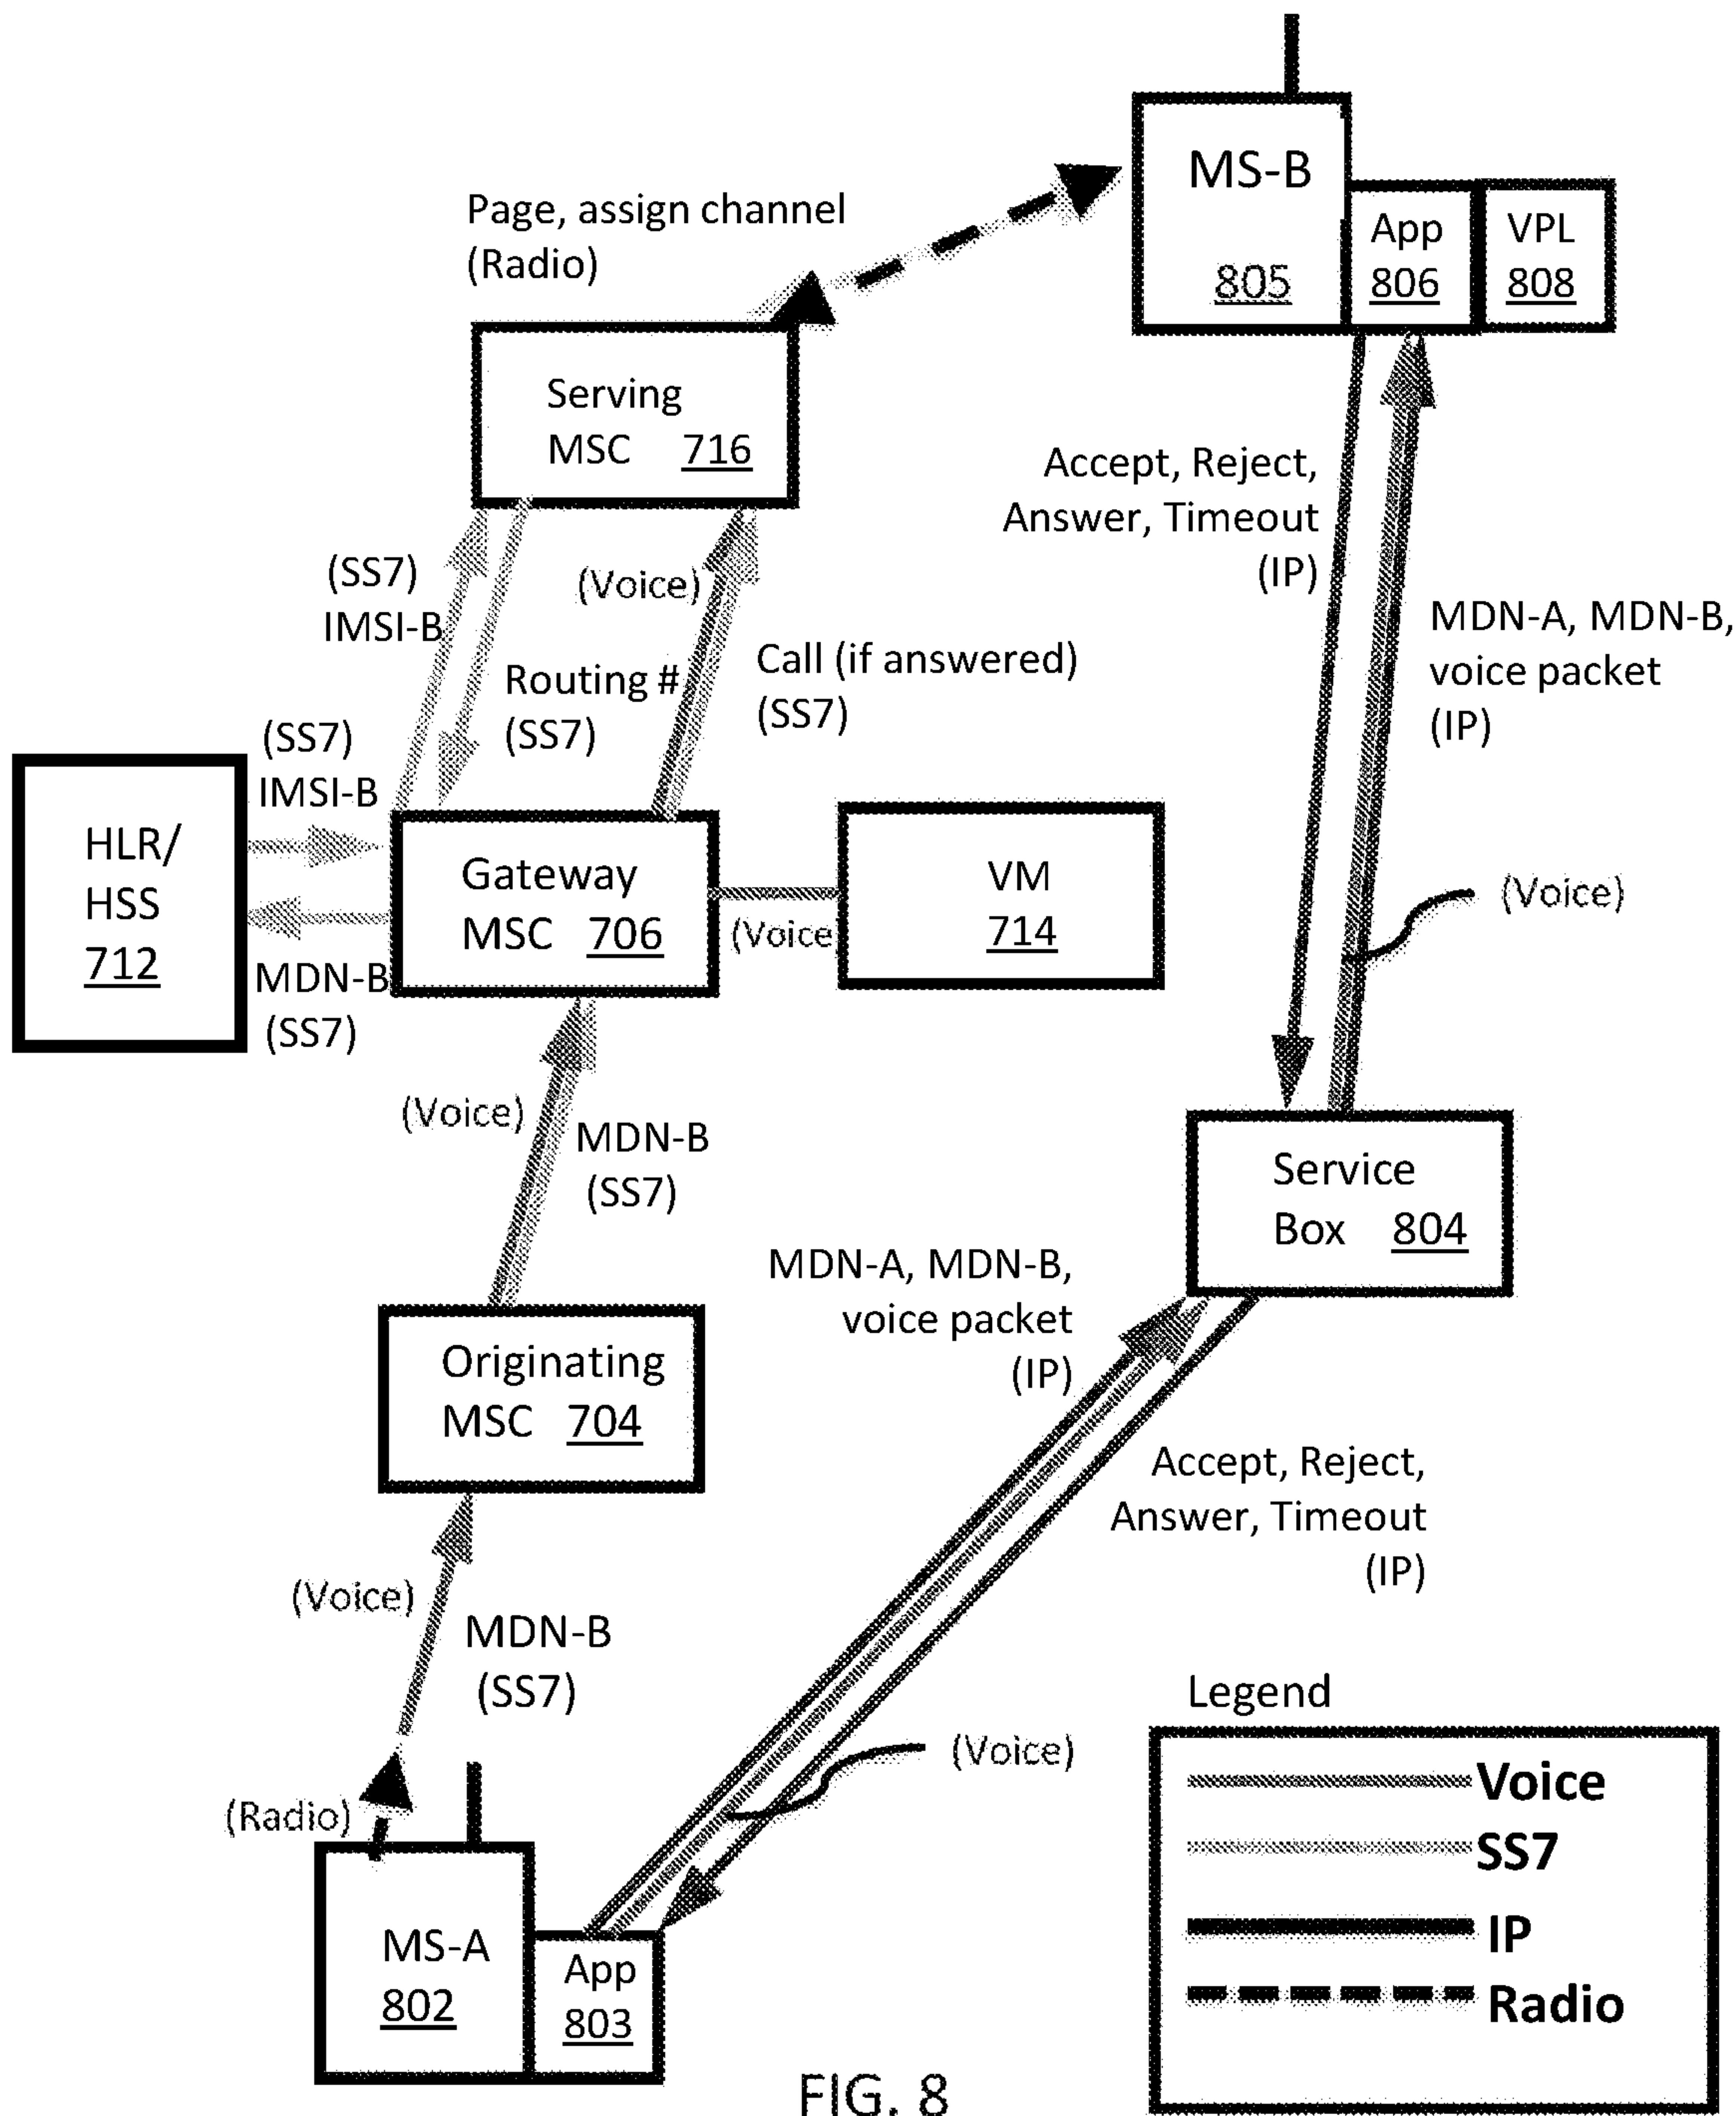 MS-B
805
App
806
VPL
808
Page, assign channel
(Radio)
Serving
MSC 716
Accept, Reject,
Answer, Timeout
(IP)
(SS7)
IMSI-B
(Voice)
MDN-A, MDN-B,
voice packet
(IP)
Routing #
(SS7)
Call (if answered)
(SS7)
(SS7)
IMSI-B
HLR/
HSS
712
Gateway
MSC 706
VM
714
(Voice
(Voice)
MDN-B
(SS7)
(Voice)
MDN-B
(SS7)
Service
Box 804
MDN-A, MDN-B,
voice packet
(IP)
Originating
MSC 704
Accept, Reject,
Answer, Timeout
(IP)
(Voice)
MDN-B
(SS7)
(Voice)
(Radio)
MS-A
802
App
803
Legend
Voice
SS7
IP
Radio
FIG. 8